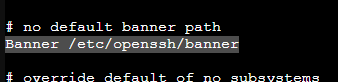 # no default banner path
Banner /etc/openssh/banner
# override default of no subsystems